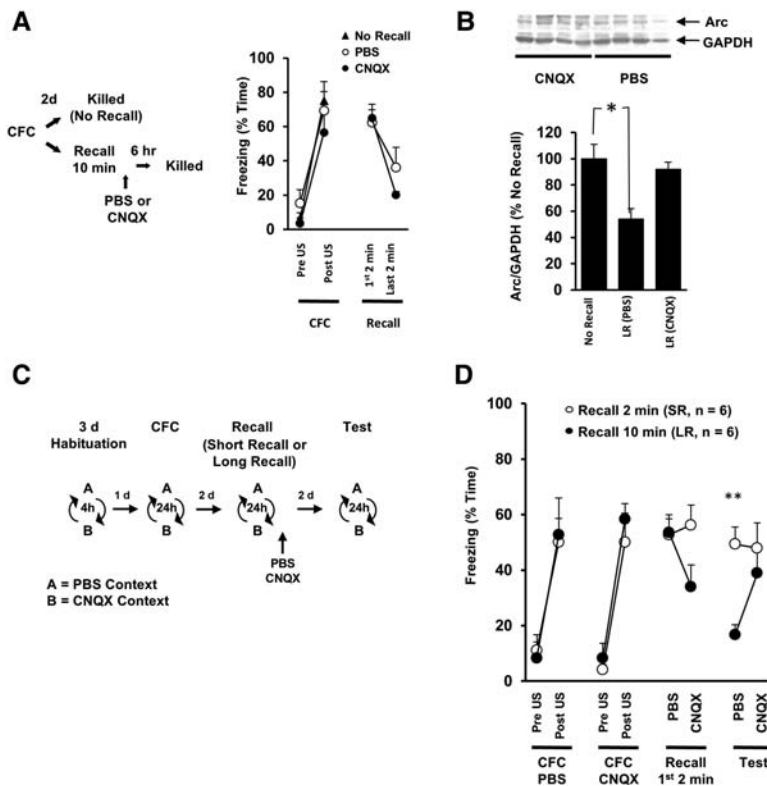 A
2d
Killed
(No Recall)
CFC
Recall
10 min
6 hr
Killed
PBS or
CNQX
No Recall
PBS
CNQX
Freezing (% Time)
100
80
60
40
20
0
Pre US
Post US
1st 2 min
Last 2 min
CFC
Recall
B
Arc
GAPDH
CNQX
PBS
*
Arc/GAPDH (% No Recall)
120
100
80
60
40
20
0
No Recall
LR (PBS)
LR (CNQX)
C
3 d
Habituation
CFC
Recall
(Short Recall or
Long Recall)
Test
A
4h
B
1 d
A
24h
B
2 d
A
24h
B
2 d
A
24h
B
PBS
CNQX
A = PBS Context
B = CNQX Context
D
Recall 2 min (SR, n = 6)
Recall 10 min (LR, n = 6)
**
Freezing (% Time)
100
80
60
40
20
0
Pre US
Post US
Pre US
Post US
PBS
CNQX
PBS
CNQX
CFC
PBS
CFC
CNQX
Recall
1st 2 min
Test